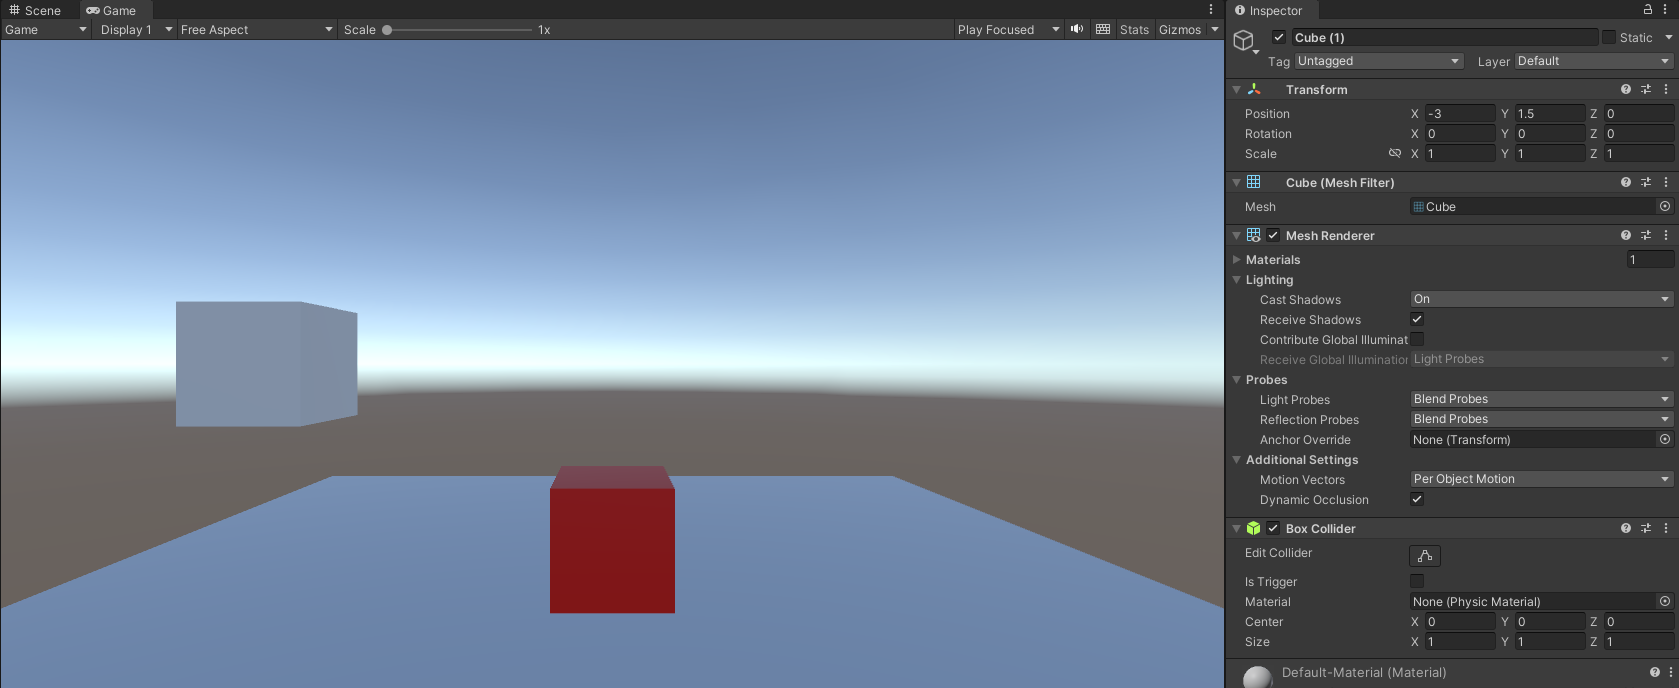 Scene Game
Game Display 1 Free Aspect Scale 1x Play Focused Stats Gizmos
Inspector
Cube (1) Static
Tag Untagged Layer Default
Transform
Position X -3 Y 1.5 Z 0
Rotation X 0 Y 0 Z 0
Scale X 1 Y 1 Z 1
Cube (Mesh Filter)
Mesh Cube
Mesh Renderer
Materials 1
Lighting
Cast Shadows On
Receive Shadows
Contribute Global Illuminat
Receive Global Illumination Light Probes
Probes
Light Probes Blend Probes
Reflection Probes Blend Probes
Anchor Override None (Transform)
Additional Settings
Motion Vectors Per Object Motion
Dynamic Occlusion
Box Collider
Edit Collider
Is Trigger
Material None (Physic Material)
Center X 0 Y 0 Z 0
Size X 1 Y 1 Z 1
Default-Material (Material)